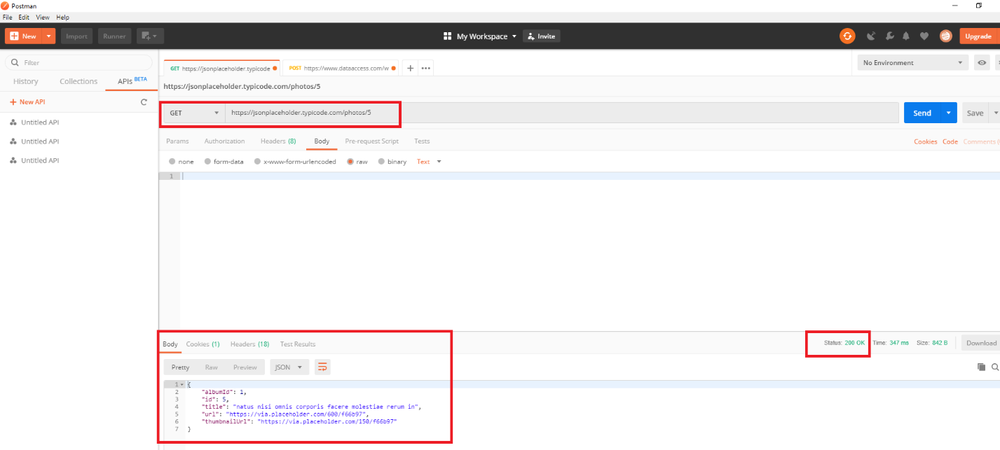 Postman
File Edit View Help
New Import Runner My Workspace Invite Upgrade
Filter
History Collections APIs BETA
New API
Untitled API
Untitled API
Untitled API
GET https://jsonplaceholder.typicode POST https://www.dataaccess.com/w + ••• No Environment
https://jsonplaceholder.typicode.com/photos/5
GET https://jsonplaceholder.typicode.com/photos/5 Send Save
Params Authorization Headers (8) Body Pre-request Script Tests Cookies Code Comments (
none form-data x-www-form-urlencoded raw binary Text
1
Body Cookies (1) Headers (18) Test Results Status: 200 OK Time: 347 ms Size: 842 B Download
Pretty Raw Preview JSON
1 {
2 "albumId": 1,
3 "id": 5,
4 "title": "natus nisi omnis corporis facere molestiae rerum in",
5 "url": "https://via.placeholder.com/600/f66b97",
6 "thumbnailUrl": "https://via.placeholder.com/150/f66b97"
7 }